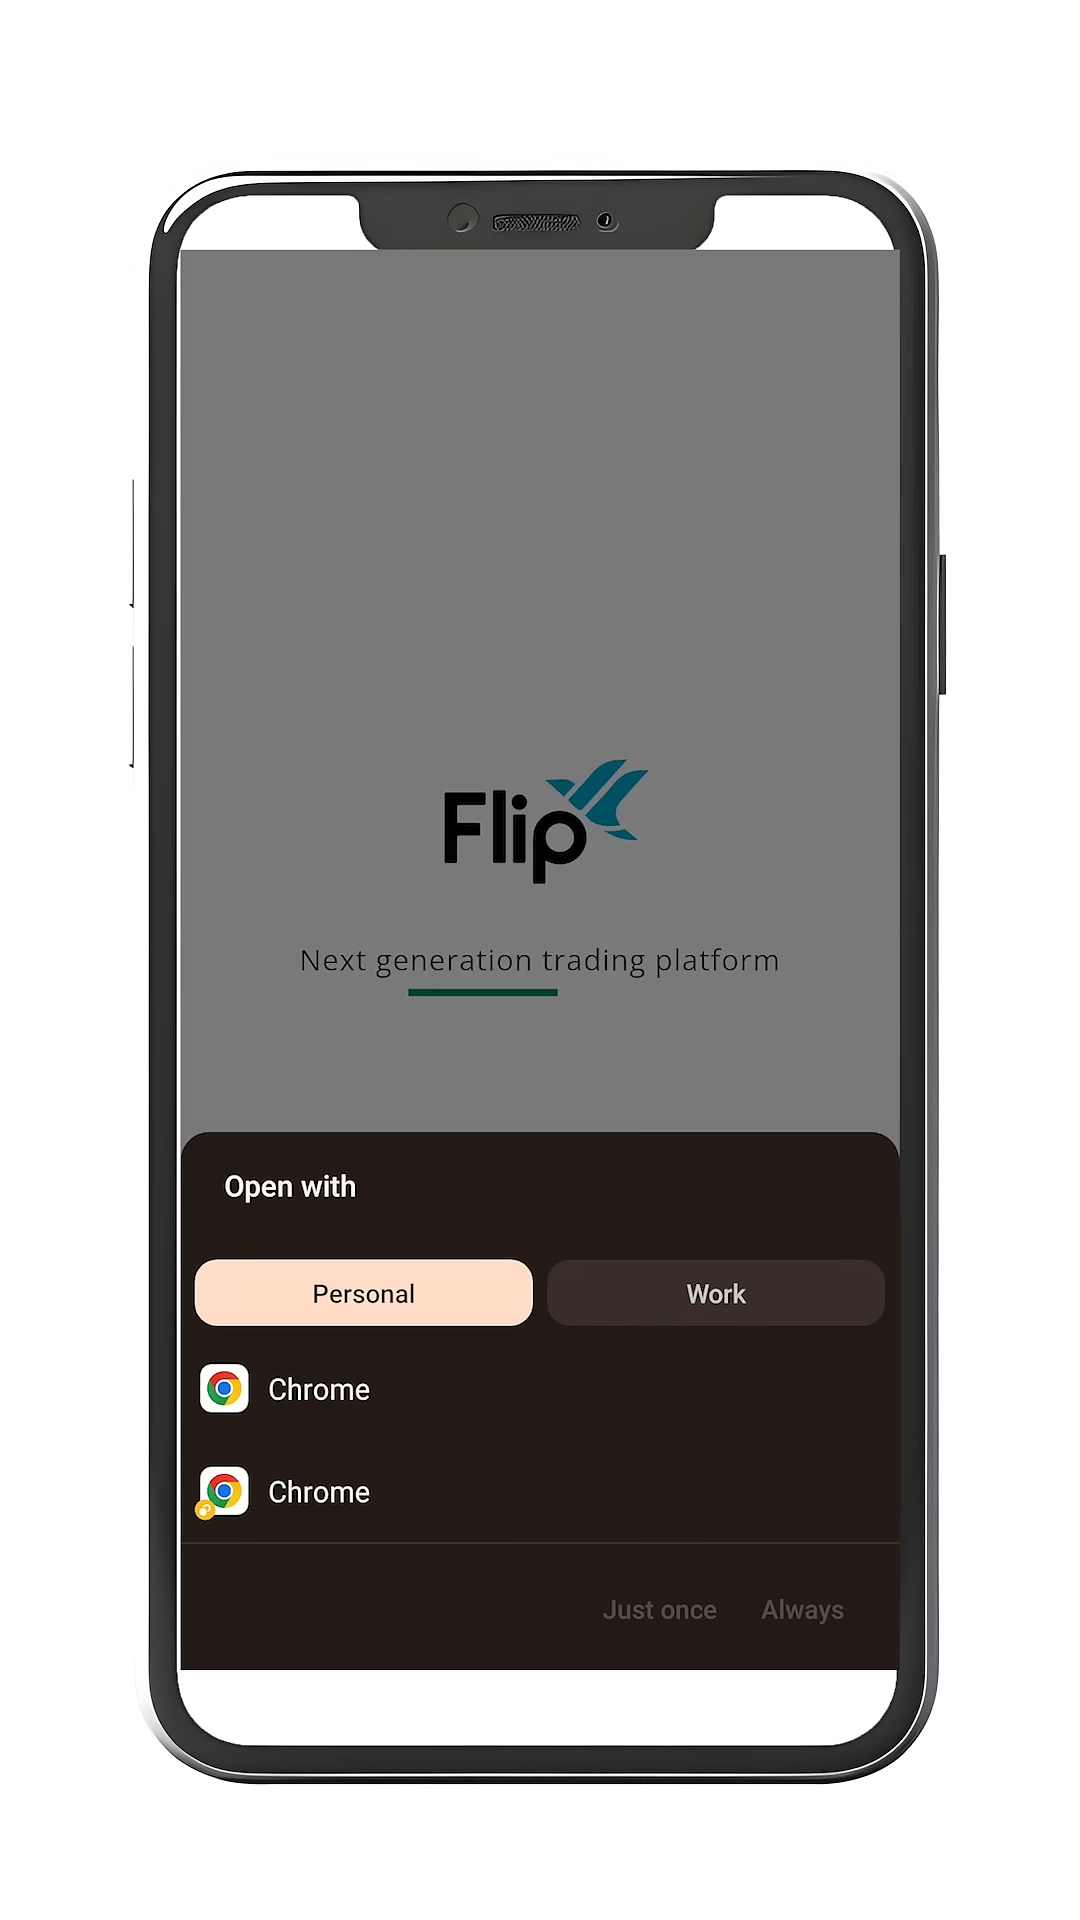 Flip
Next generation trading platform
Open with
Personal
Work
Chrome
Chrome
Just once
Always